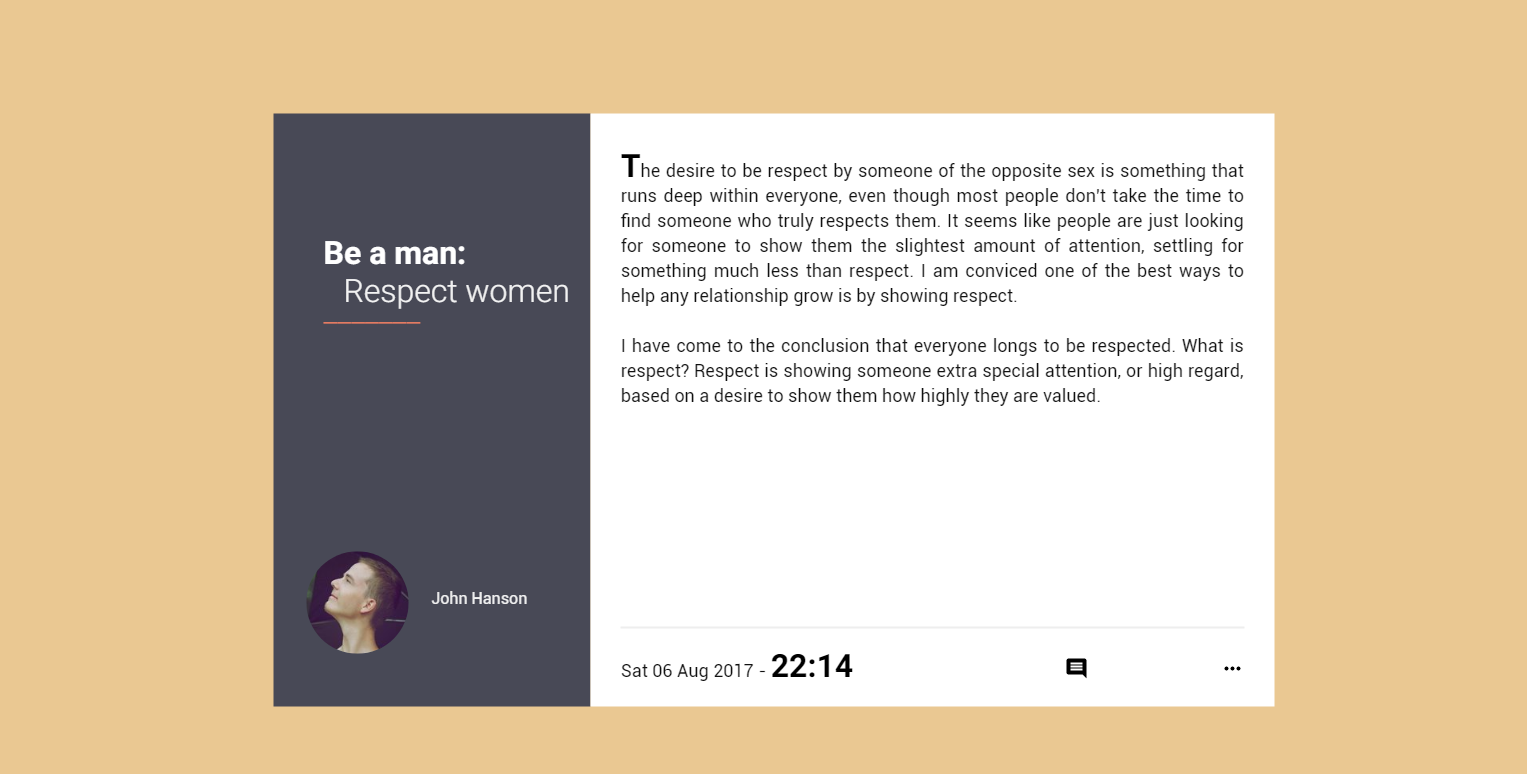 Be a man:
Respect women
John Hanson
The desire to be respect by someone of the opposite sex is something that
runs deep within everyone, even though most people don't take the time to
find someone who truly respects them. It seems like people are just looking
for someone to show them the slightest amount of attention, settling for
something much less than respect. I am conviced one of the best ways to
help any relationship grow is by showing respect.
I have come to the conclusion that everyone longs to be respected. What is
respect? Respect is showing someone extra special attention, or high regard,
based on a desire to show them how highly they are valued.
Sat 06 Aug 2017 - 22:14